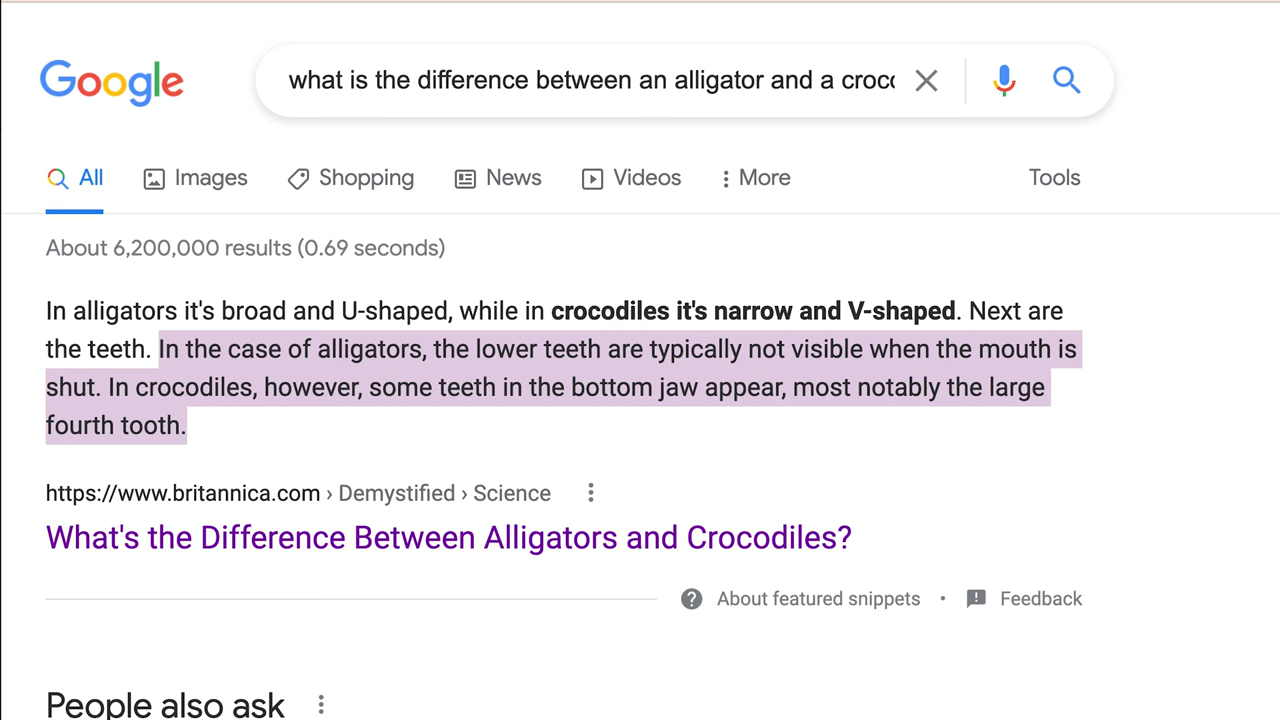 Google
what is the difference between an alligator and a croc
All Images Shopping News Videos More Tools
About 6,200,000 results (0.69 seconds)
In alligators it's broad and U-shaped, while in crocodiles it's narrow and V-shaped. Next are
the teeth. In the case of alligators, the lower teeth are typically not visible when the mouth is
shut. In crocodiles, however, some teeth in the bottom jaw appear, most notably the large
fourth tooth.
https://www.britannica.com › Demystified › Science
What's the Difference Between Alligators and Crocodiles?
About featured snippets • Feedback
People also ask